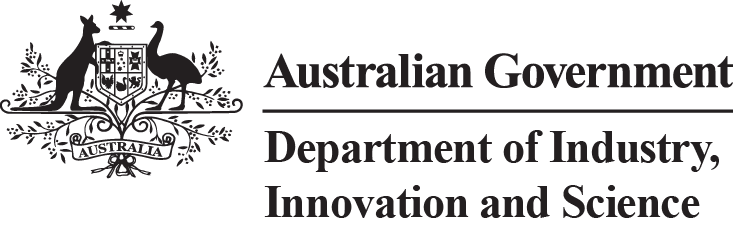 AUSTRALIA
Australian Government
Department of Industry,
Innovation and Science